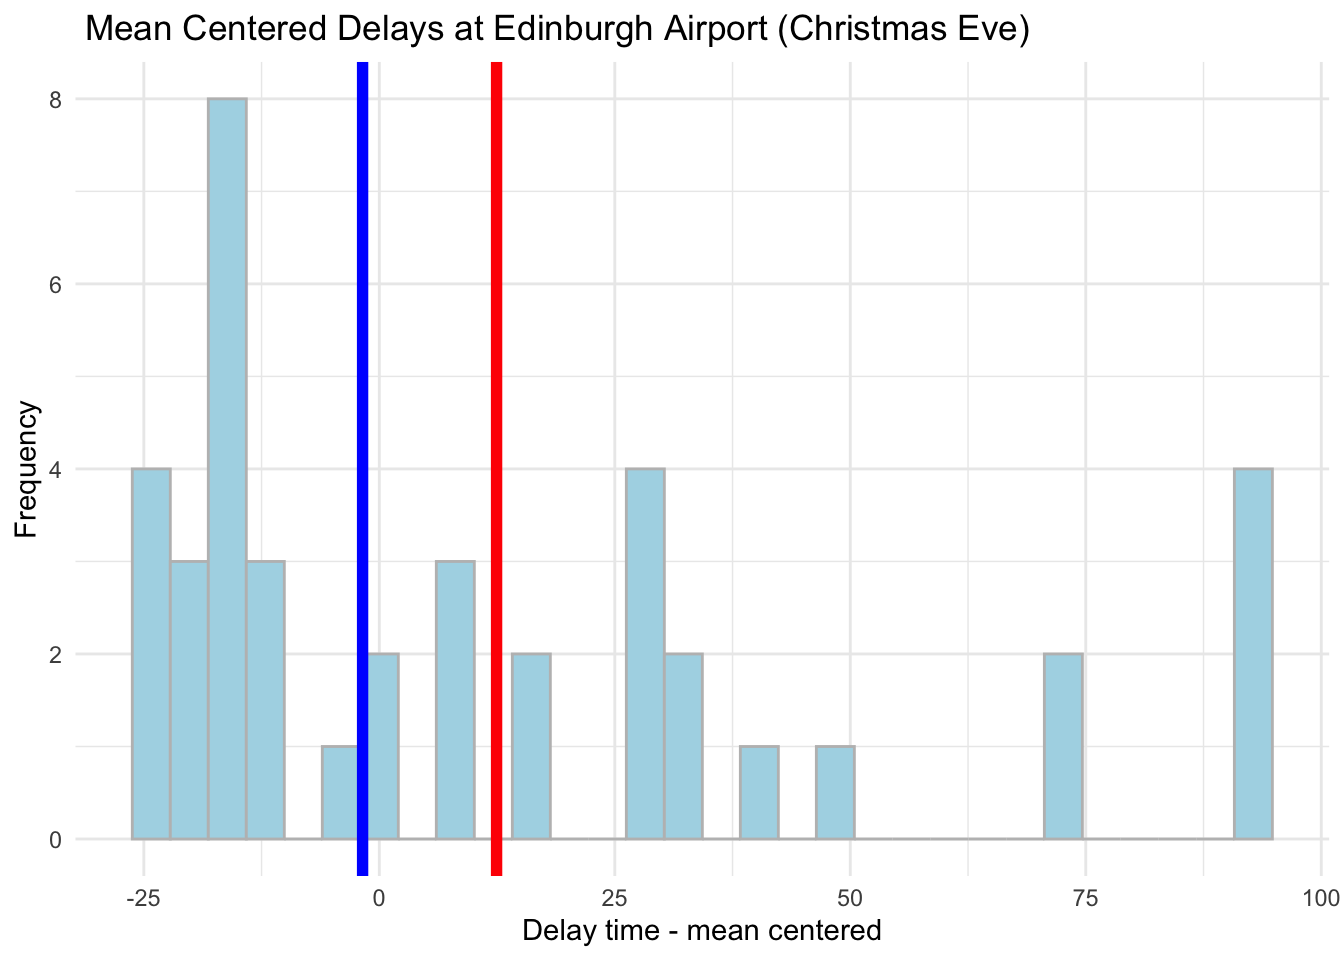 Mean Centered Delays at Edinburgh Airport (Christmas Eve)
8
6
4
2
0
Frequency
-25 0 25 50 75 100
Delay time - mean centered